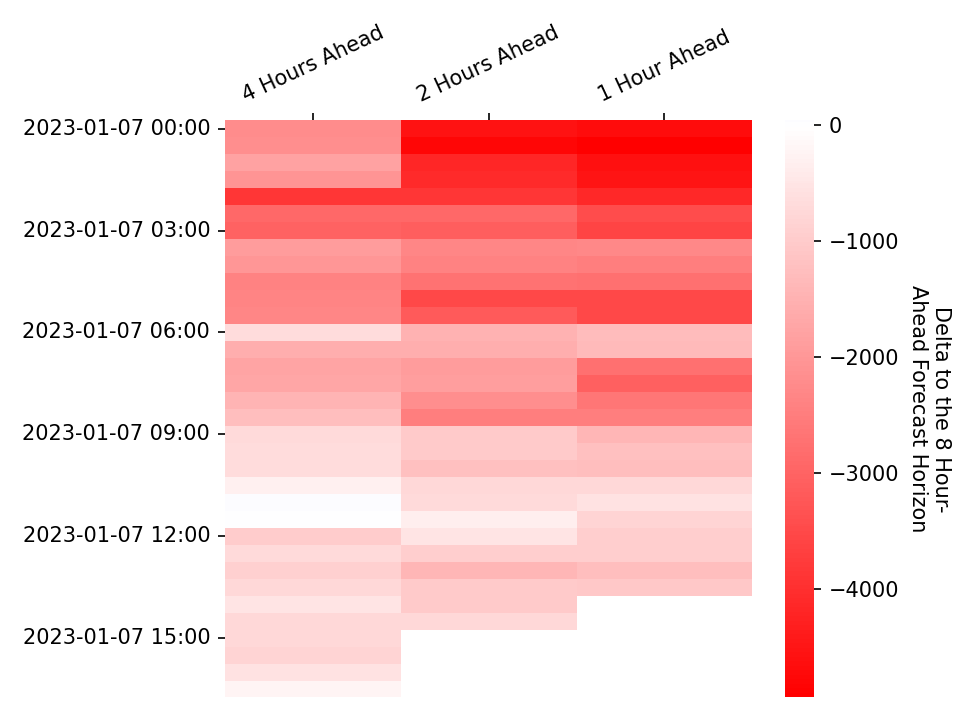 4 Hours Ahead
2 Hours Ahead
1 Hour Ahead
2023-01-07 00:00
2023-01-07 03:00
2023-01-07 06:00
2023-01-07 09:00
2023-01-07 12:00
2023-01-07 15:00
0
−1000
−2000
−3000
−4000
Delta to the 8 Hour-
Ahead Forecast Horizon